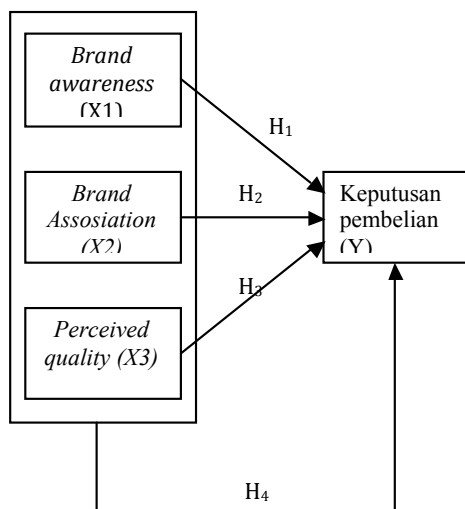 Brand
awareness
(X1)
H₁
Brand
Assosiation
(X2)
H₂
Keputusan
pembelian
(Y)
H₃
Perceived
quality (X3)
H₄